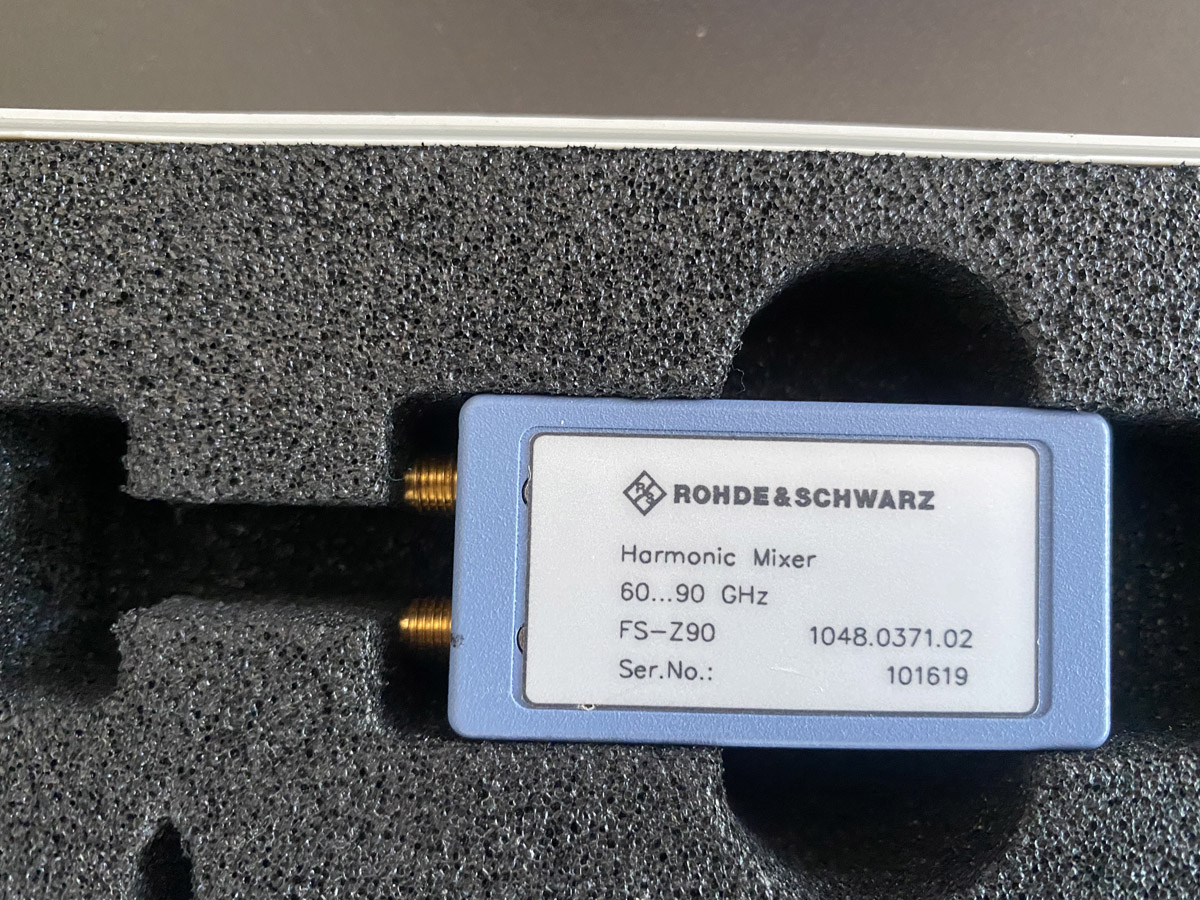 R&S ROHDE&SCHWARZ
Harmonic Mixer
60...90 GHz
FS-Z90 1048.0371.02
Ser.No.: 101619